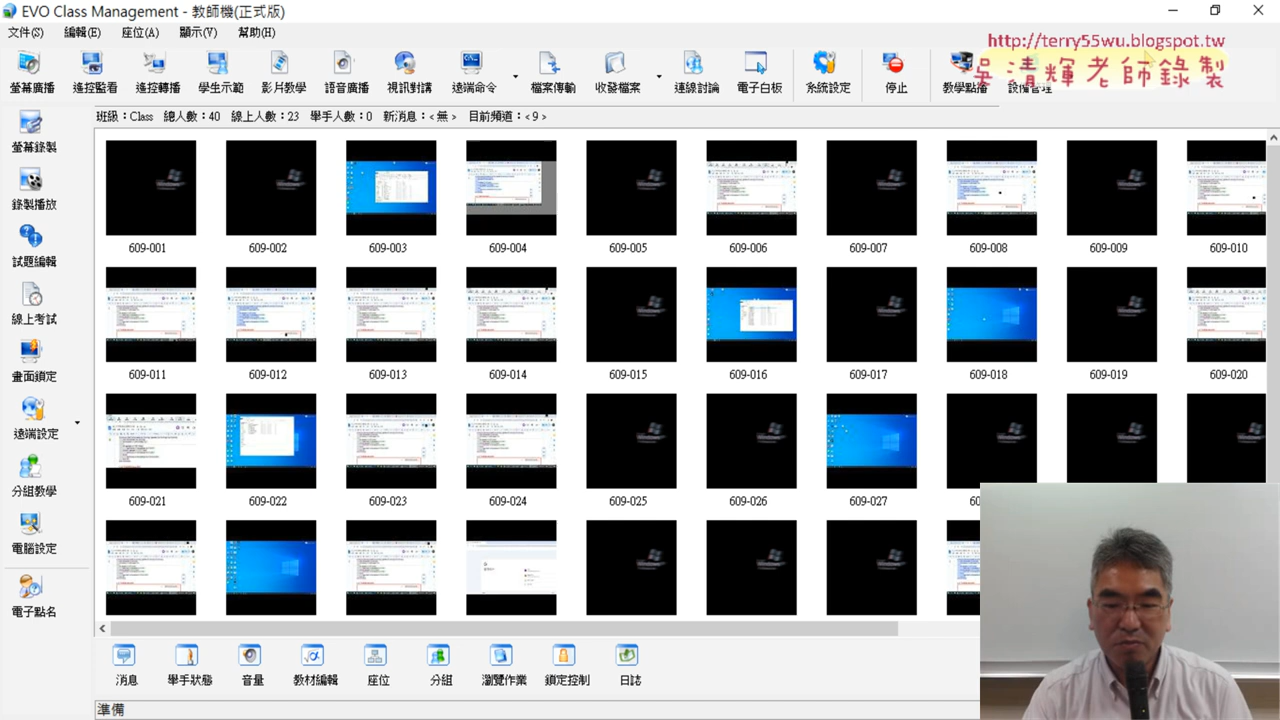 EVO Class Management - 教師機(正式版)
文件(S) 編輯(E) 座位(A) 顯示(V) 幫助(H)
http://terry55wu.blogspot.tw
吳清輝老師錄製
螢幕廣播 遙控監看 遙控轉播 學生示範 影片教學 語音廣播 視訊對講 遠端命令 檔案傳輸 收發檔案 連線討論 電子白板 系統設定 停止 教學點播 設備管理
班級:Class 總人數:40 線上人數:23 舉手人數:0 新消息:<無> 目前頻道:<9>
螢幕錄製
錄製播放
試題編輯
線上考試
畫面鎖定
遠端設定
分組教學
電腦設定
電子點名
609-001 609-002 609-003 609-004 609-005 609-006 609-007 609-008 609-009 609-010
609-011 609-012 609-013 609-014 609-015 609-016 609-017 609-018 609-019 609-020
609-021 609-022 609-023 609-024 609-025 609-026 609-027
消息 舉手狀態 音量 教材編輯 座位 分組 瀏覽作業 鎖定控制 日誌
準備